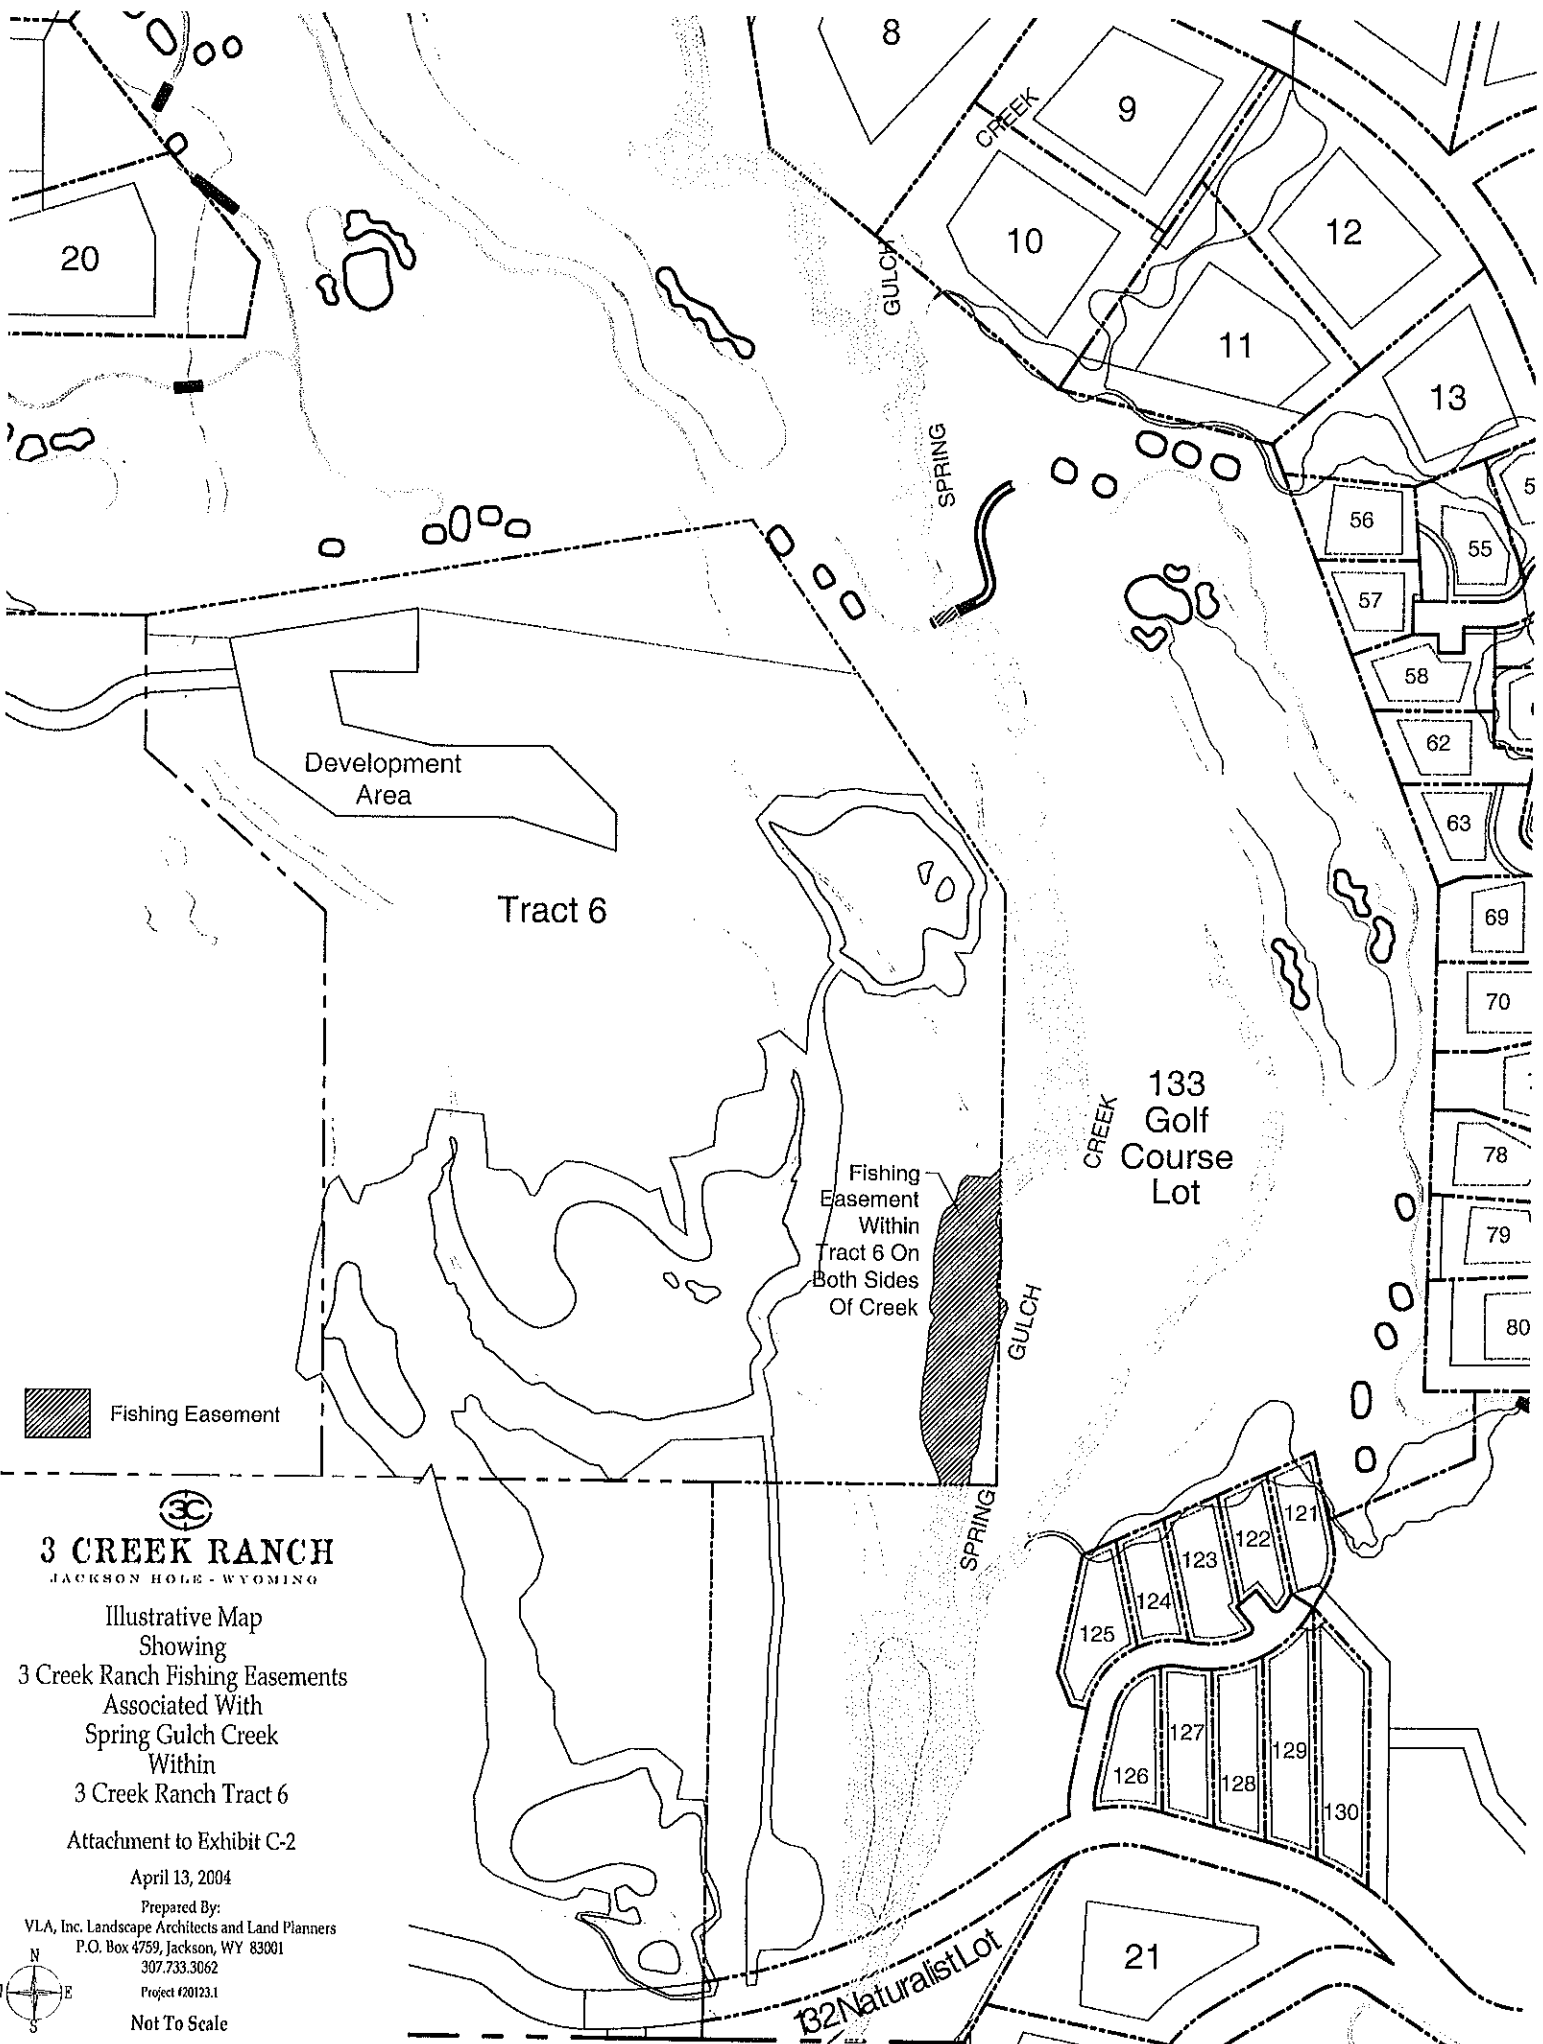 8
9
CREEK
10
12
20
GULCH
11
13
SPRING
56
55
57
58
62
63
Development
Area
Tract 6
69
70
133
Golf
Course
Lot
CREEK
78
79
80
Fishing
Easement
Within
Tract 6 On
Both Sides
Of Creek
GULCH
Fishing Easement
SPRING
121
122
123
124
125
126
127
128
129
130
3C
3 CREEK RANCH
JACKSON HOLE - WYOMING
Illustrative Map
Showing
3 Creek Ranch Fishing Easements
Associated With
Spring Gulch Creek
Within
3 Creek Ranch Tract 6
Attachment to Exhibit C-2
April 13, 2004
Prepared By:
VLA, Inc. Landscape Architects and Land Planners
P.O. Box 4759, Jackson, WY 83001
307.733.3062
Project #20123.1
Not To Scale
N
E
S
132 Naturalist Lot
21